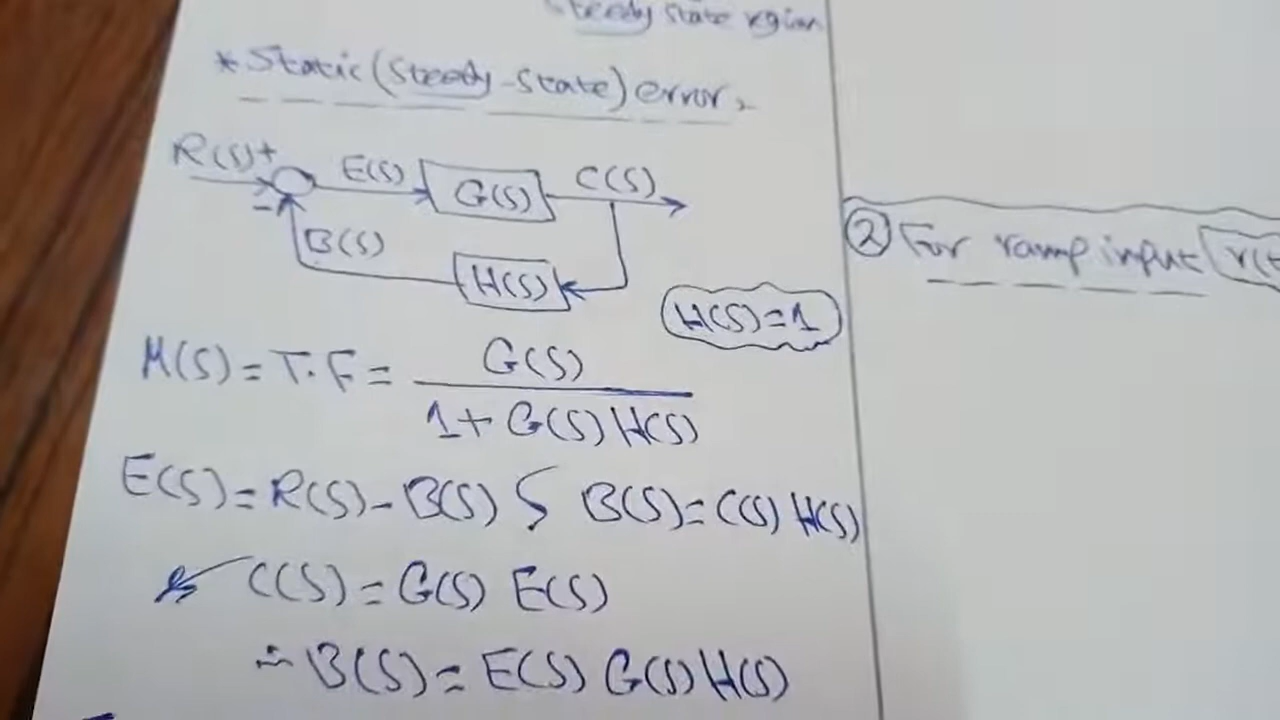 Steady state region
* Static (Steady-State) error,
R(S) + E(S) G(S) C(S)
- B(S) H(S)
H(S)=1
M(S) = T.F = G(S)
1 + G(S) H(S)
E(S) = R(S) - B(S) , B(S) = C(S) H(S)
C(S) = G(S) E(S)
∴ B(S) = E(S) G(S) H(S)
② For ramp input r(t